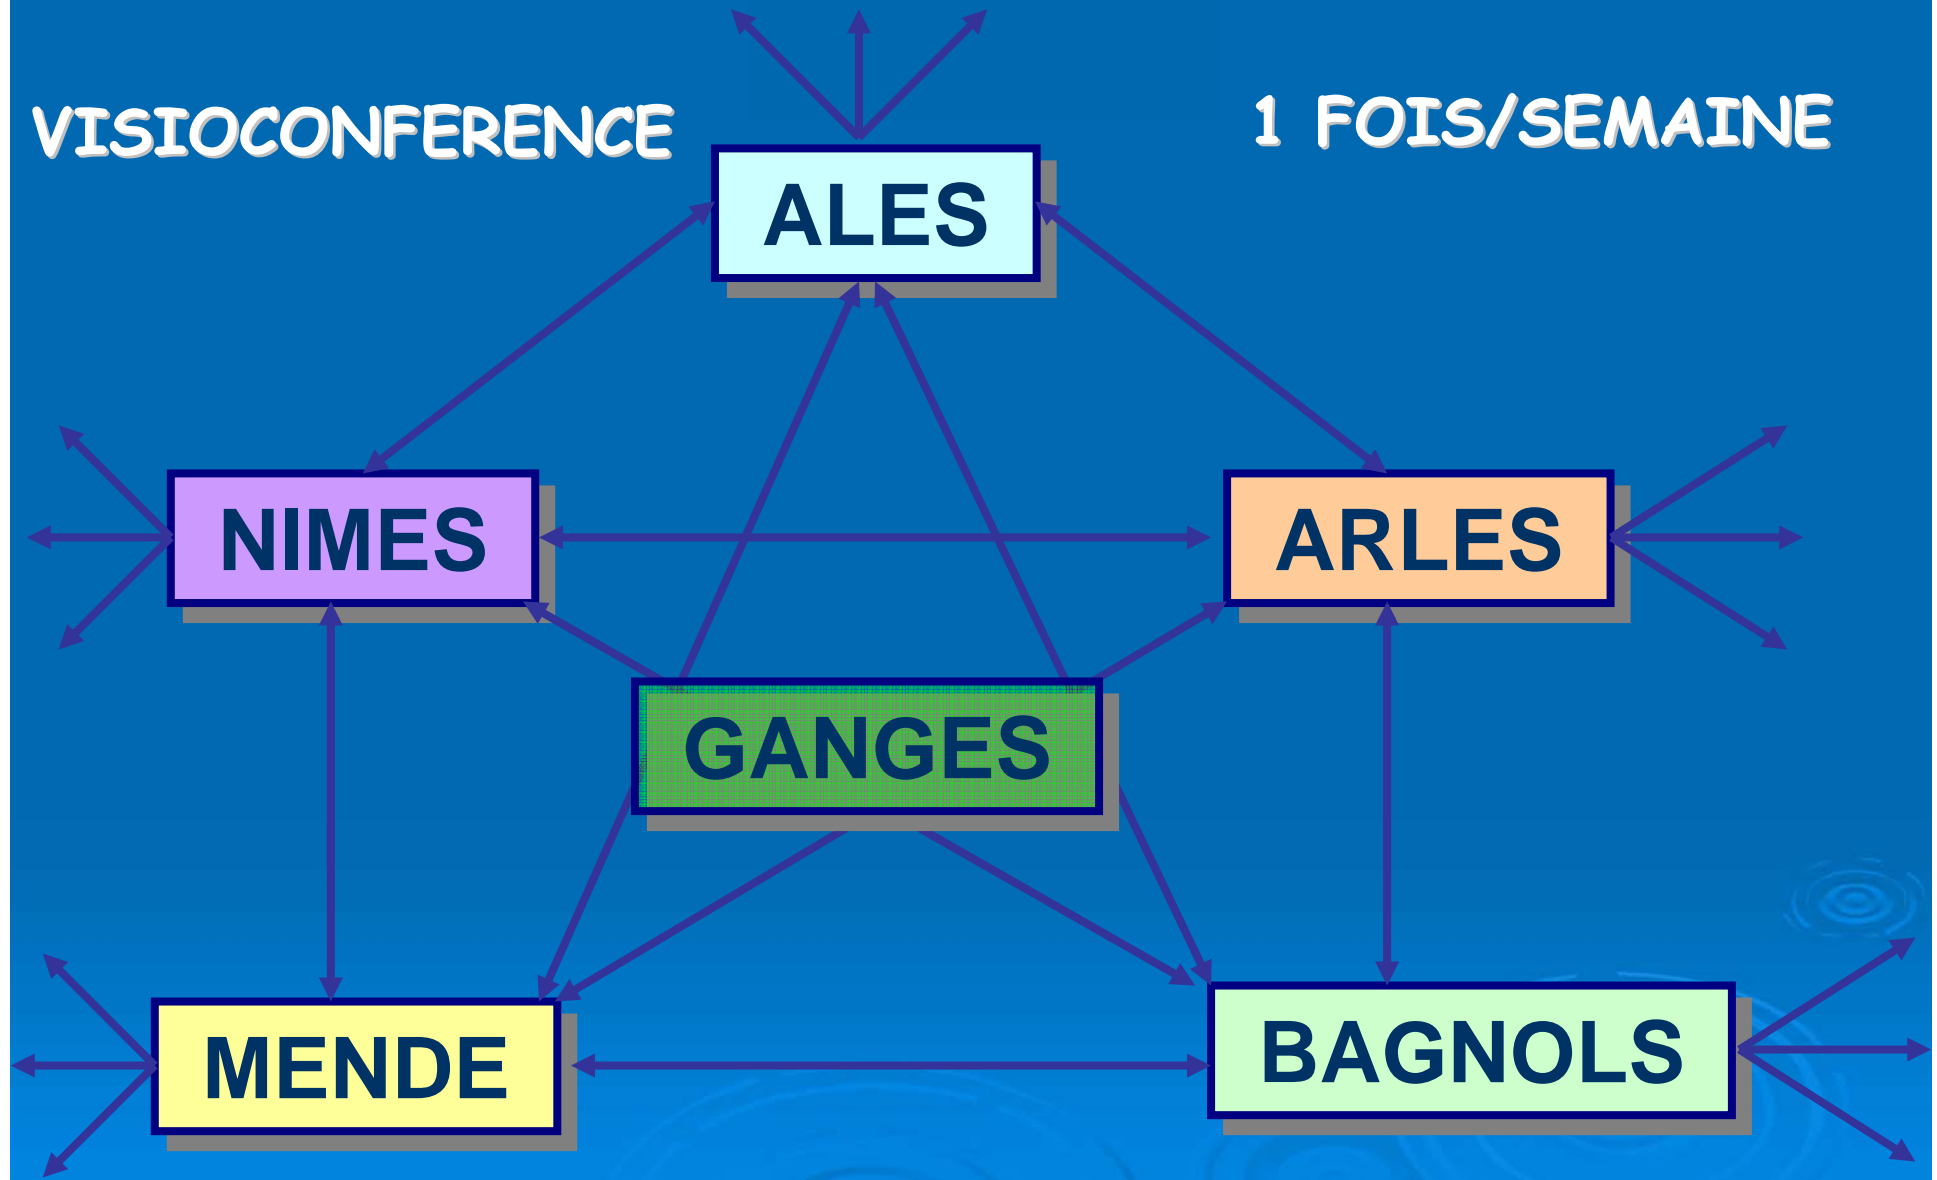 VISIOCONFERENCE
1 FOIS/SEMAINE
ALES
NIMES
ARLES
GANGES
MENDE
BAGNOLS